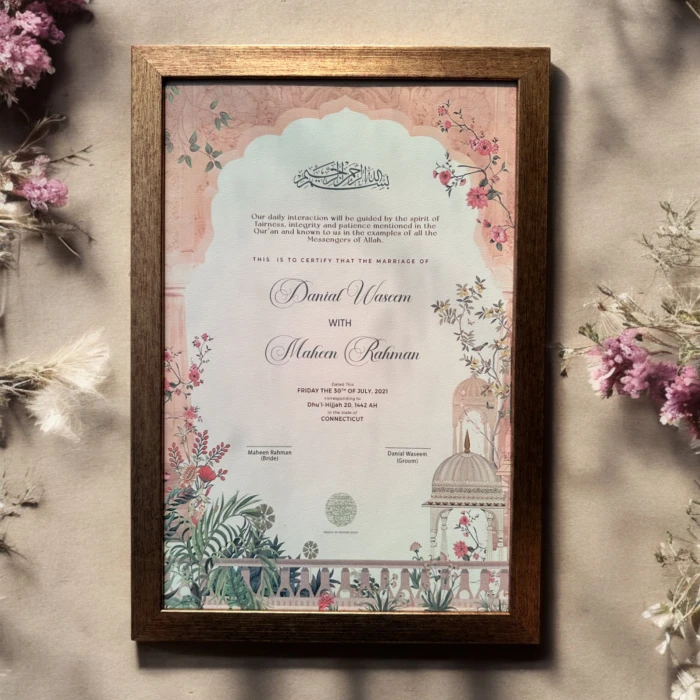 بسم الله الرحمن الرحيم
Our daily interaction will be guided by the spirit of
fairness, integrity and patience mentioned in the
Qur'an and known to us in the examples of all the
Messengers of Allah.
THIS IS TO CERTIFY THAT THE MARRIAGE OF
Danial Waseem
WITH
Maheen Rahman
Dated This
FRIDAY THE 30TH OF JULY, 2021
corresponding to
Dhu'l-Hijjah 20, 1442 AH
in the state of
CONNECTICUT
Maheen Rahman
(Bride)
Danial Waseem
(Groom)